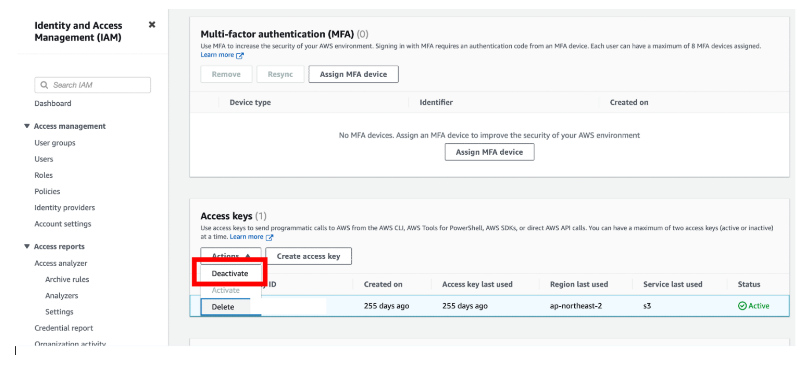 Identity and Access
Management (IAM)
Search IAM
Dashboard
Access management
User groups
Users
Roles
Policies
Identity providers
Account settings
Access reports
Access analyzer
Archive rules
Analyzers
Settings
Credential report
Organization activity
Multi-factor authentication (MFA) (0)
Use MFA to increase the security of your AWS environment. Signing in with MFA requires an authentication code from an MFA device. Each user can have a maximum of 8 MFA devices assigned.
Learn more
Remove Resync Assign MFA device
Device type Identifier Created on
No MFA devices. Assign an MFA device to improve the security of your AWS environment
Assign MFA device
Access keys (1)
Use access keys to send programmatic calls to AWS from the AWS CLI, AWS Tools for PowerShell, AWS SDKs, or direct AWS API calls. You can have a maximum of two access keys (active or inactive)
at a time. Learn more
Actions Create access key
Deactivate
Activate
Delete
ID Created on Access key last used Region last used Service last used Status
255 days ago 255 days ago ap-northeast-2 s3 Active